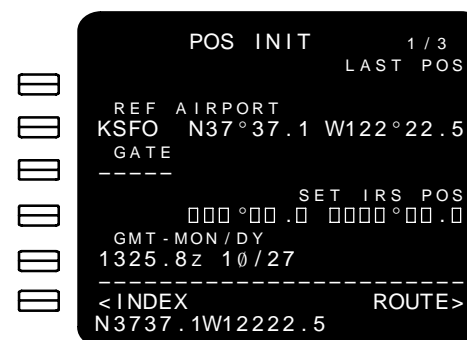 POS INIT 1/3
LAST POS
REF AIRPORT
KSFO N37°37.1 W122°22.5
GATE
-----
SET IRS POS
▯▯▯°▯▯.▯ ▯▯▯▯°▯▯.▯
GMT-MON/DY
1325.8z 10/27
------------------------
<INDEX ROUTE>
N3737.1W12222.5